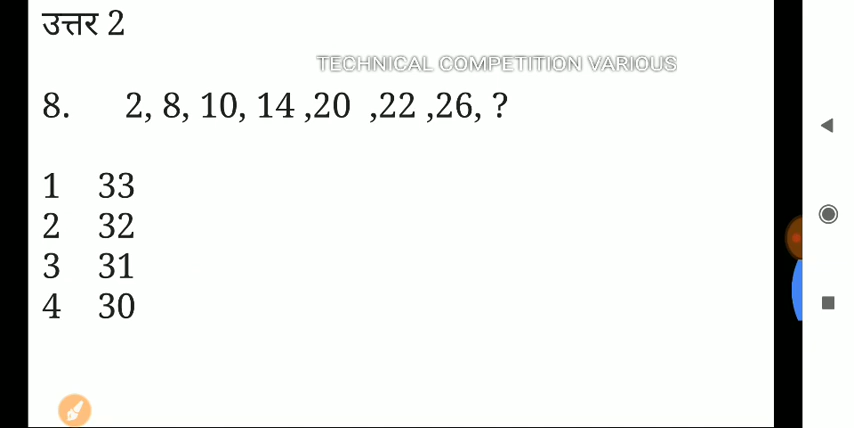 उत्तर 2
TECHNICAL COMPETITION VARIOUS
8. 2, 8, 10, 14 ,20 ,22 ,26, ?
1 33
2 32
3 31
4 30